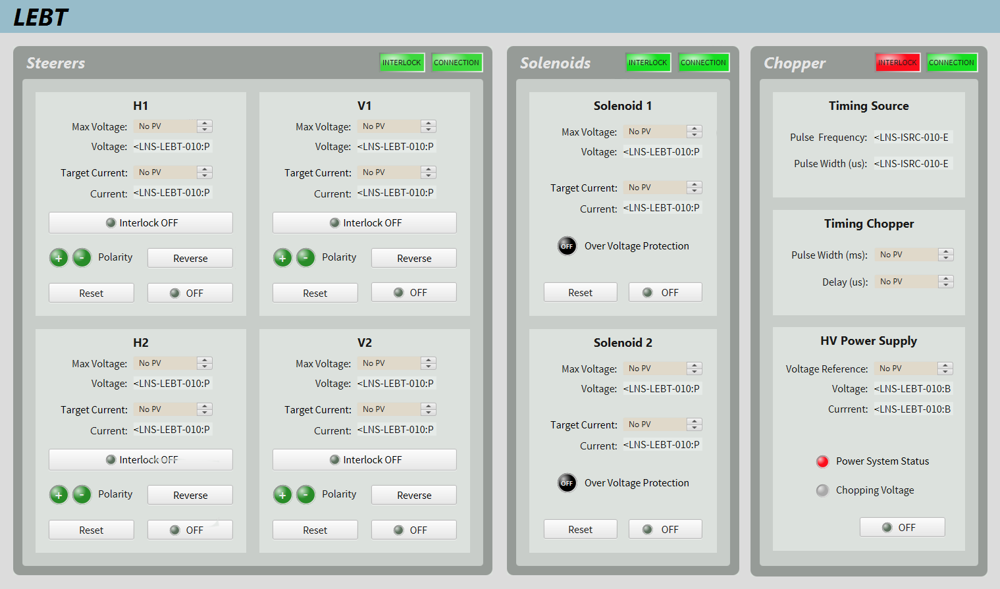 LEBT
Steerers
INTERLOCK
CONNECTION
H1
Max Voltage: No PV
Voltage: <LNS-LEBT-010:P
Target Current: No PV
Current: <LNS-LEBT-010:P
Interlock OFF
+ - Polarity Reverse
Reset OFF
V1
Max Voltage: No PV
Voltage: <LNS-LEBT-010:P
Target Current: No PV
Current: <LNS-LEBT-010:P
Interlock OFF
+ - Polarity Reverse
Reset OFF
H2
Max Voltage: No PV
Voltage: <LNS-LEBT-010:P
Target Current: No PV
Current: <LNS-LEBT-010:P
Interlock OFF
+ - Polarity Reverse
Reset OFF
V2
Max Voltage: No PV
Voltage: <LNS-LEBT-010:P
Target Current: No PV
Current: <LNS-LEBT-010:P
Interlock OFF
+ - Polarity Reverse
Reset OFF
Solenoids
INTERLOCK
CONNECTION
Solenoid 1
Max Voltage: No PV
Voltage: <LNS-LEBT-010:P
Target Current: No PV
Current: <LNS-LEBT-010:P
OFF Over Voltage Protection
Reset OFF
Solenoid 2
Max Voltage: No PV
Voltage: <LNS-LEBT-010:P
Target Current: No PV
Current: <LNS-LEBT-010:P
OFF Over Voltage Protection
Reset OFF
Chopper
INTERLOCK
CONNECTION
Timing Source
Pulse Frequency: <LNS-ISRC-010-E
Pulse Width (us): <LNS-ISRC-010-E
Timing Chopper
Pulse Width (ms): No PV
Delay (us): No PV
HV Power Supply
Voltage Reference: No PV
Voltage: <LNS-LEBT-010:B
Currrent: <LNS-LEBT-010:B
Power System Status
Chopping Voltage
OFF